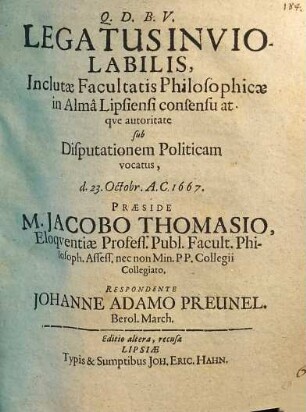 184.
Q. D. B. V.
LEGATUS INVIO-
LABILIS,
Inclutæ Facultatis Philosophicæ
in Almâ Lipsiensi consensu at-
qve autoritate
sub
Disputationem Politicam
vocatus,
d. 23. Octobr. A. C. 1667.
PRÆSIDE
M. JACOBO THOMASIO,
Eloqventiæ Profess. Publ. Facult. Phi-
losoph. Assess. nec non Min. PP. Collegii
Collegiato,
RESPONDENTE
JOHANNE ADAMO PREUNEL.
Berol. March.
Editio altera, recusa
LIPSIÆ
Typis & Sumptibus JOH. ERIC. HAHN.